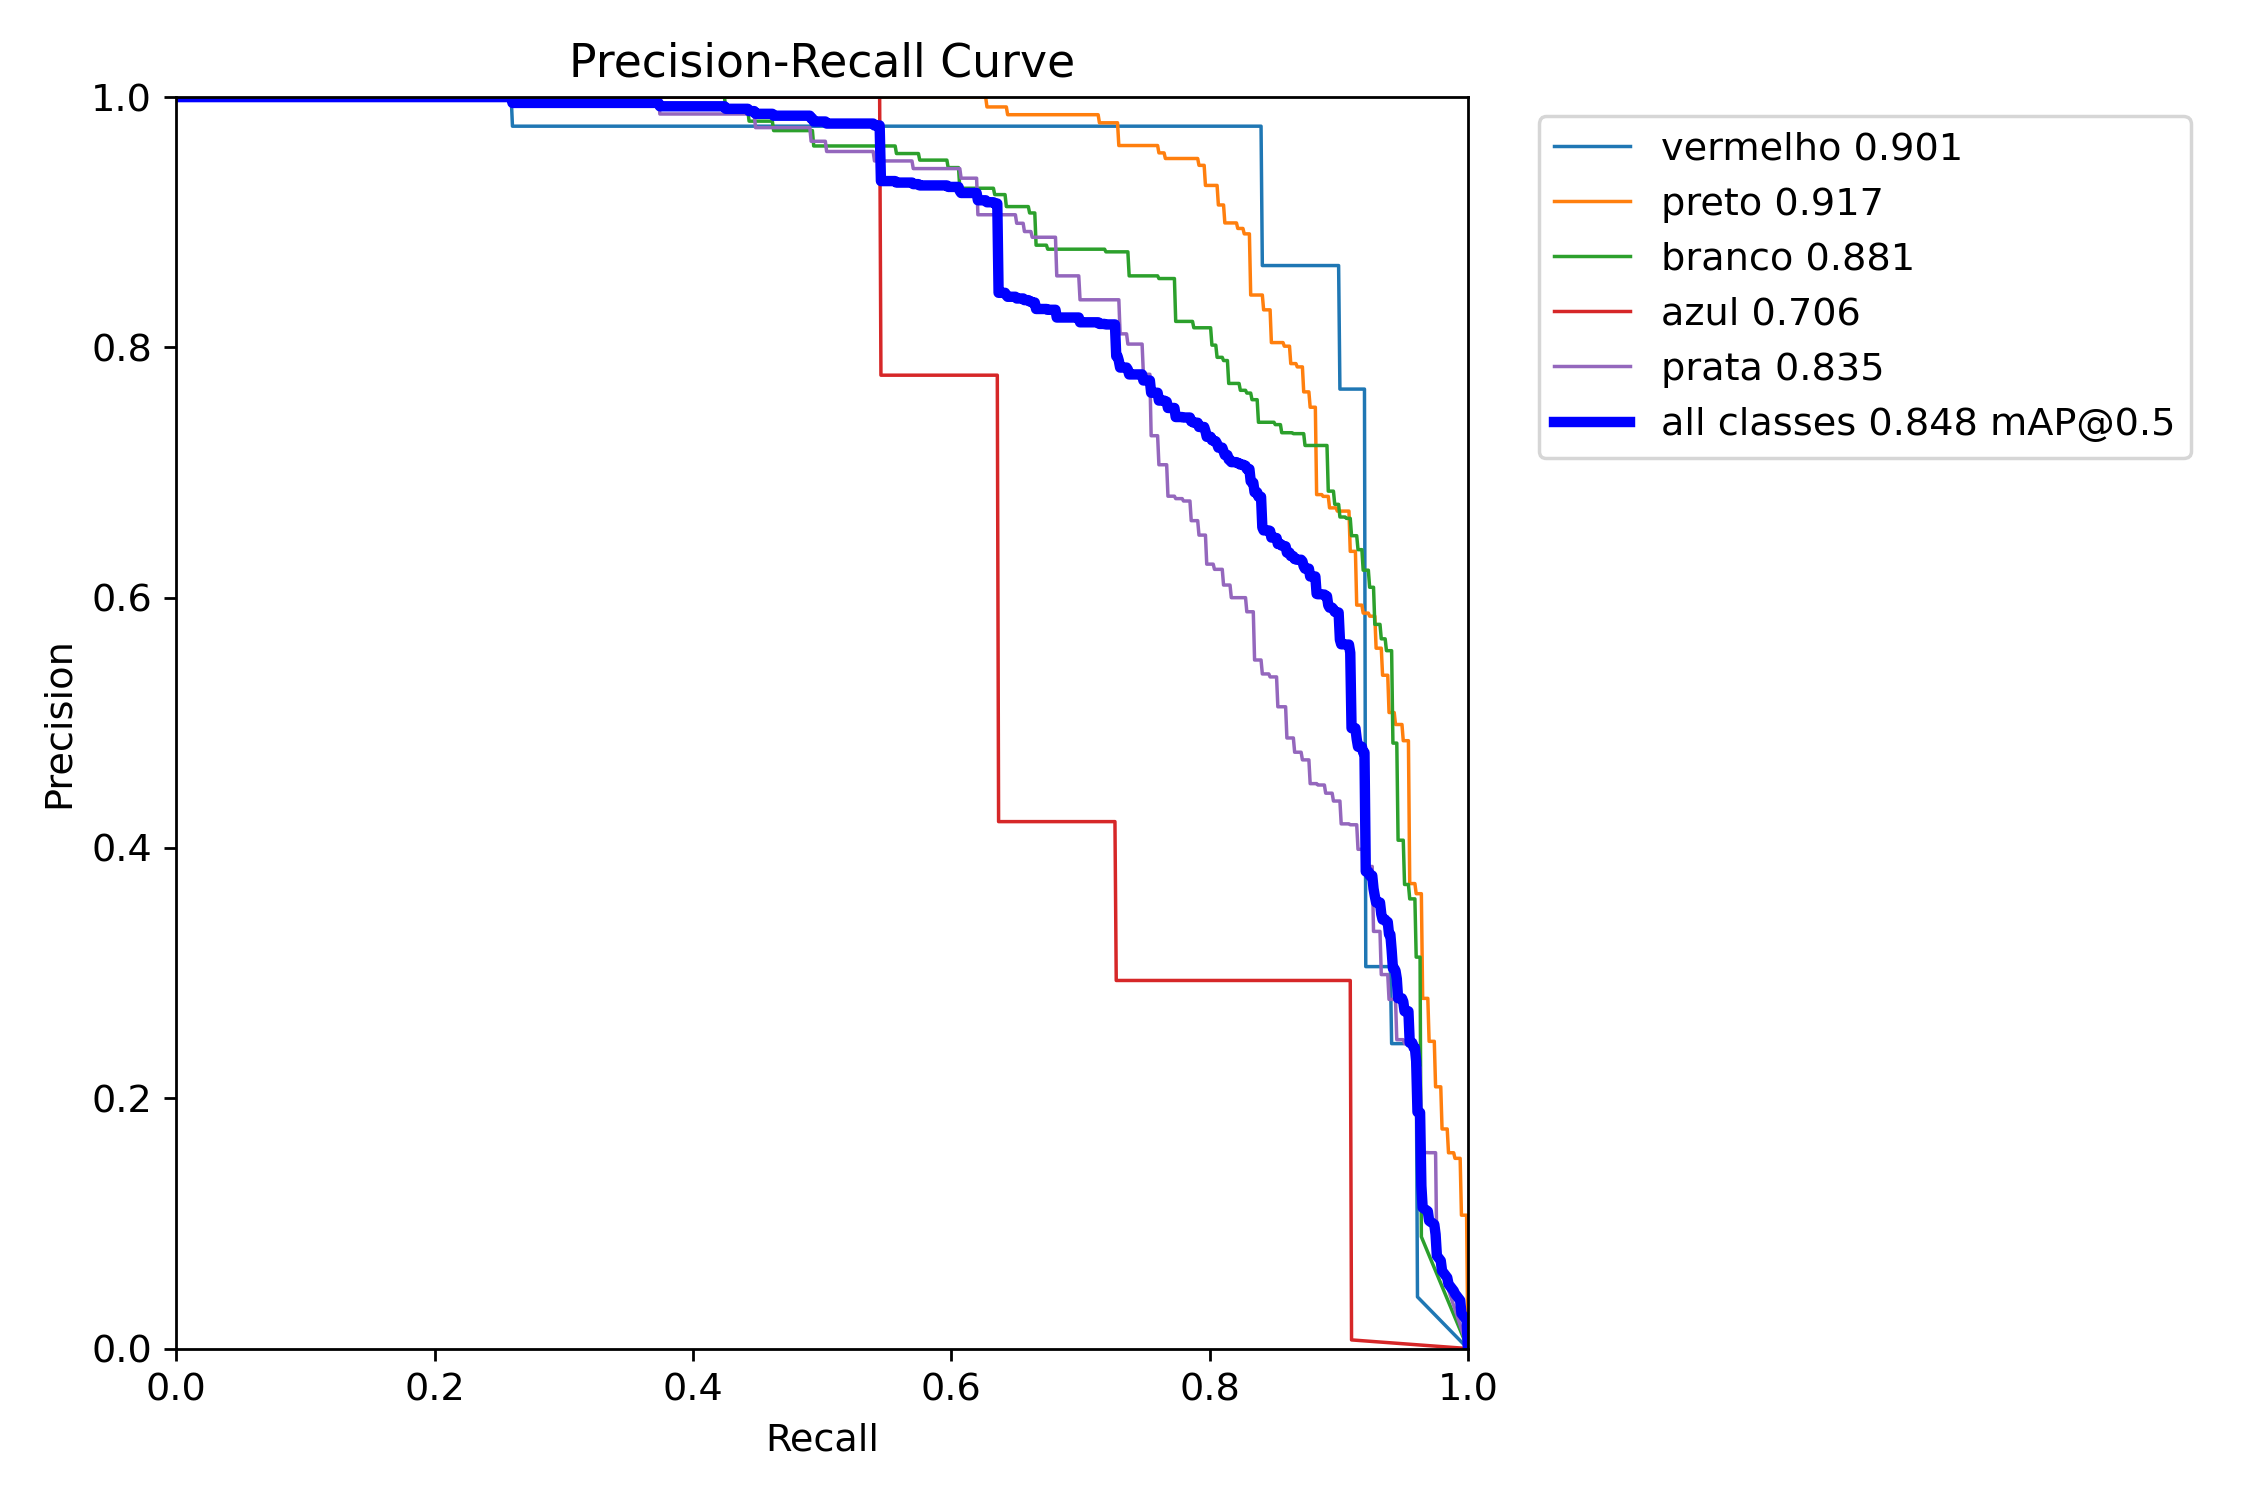 Precision-Recall Curve
1.0
0.8
0.6
0.4
0.2
0.0
Precision
0.0 0.2 0.4 0.6 0.8 1.0
Recall
vermelho 0.901
preto 0.917
branco 0.881
azul 0.706
prata 0.835
all classes 0.848 mAP@0.5